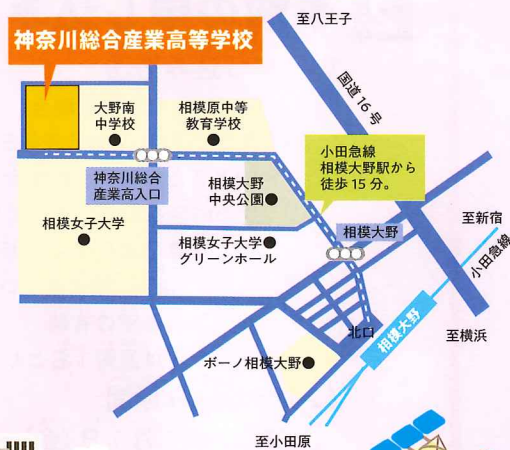 神奈川総合産業高等学校
至八王子
国道16号
大野南
中学校
相模原中等
教育学校
小田急線
相模大野駅から
徒歩15分。
神奈川総合
産業高入口
相模大野
中央公園
相模女子大学
相模女子大学
グリーンホール
相模大野
至新宿
小田急線
北口
相模大野
至横浜
ボーノ相模大野
至小田原